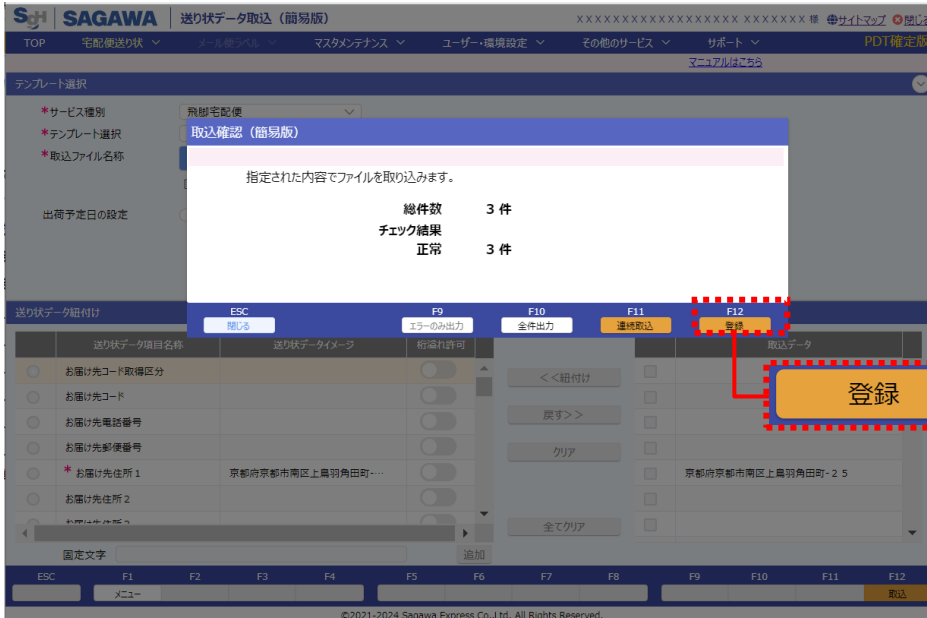 SGH SAGAWA 送り状データ取込（簡易版） XXXXXXXXXXXXXXXXXX XXXXXXX 様 サイトマップ 閉じる
TOP 宅配便送り状 メール便ラベル マスタメンテナンス ユーザー・環境設定 その他のサービス サポート PDT確定版
マニュアルはこちら
テンプレート選択
*サービス種別 飛脚宅配便
*テンプレート選択
*取込ファイル名称
出荷予定日の設定
取込確認（簡易版）
指定された内容でファイルを取り込みます。
総件数 3 件
チェック結果
正常 3 件
ESC F9 F10 F11 F12
閉じる エラーのみ出力 全件出力 連続取込 登録
登録
送り状データ紐付け
送り状データ項目名称 送り状データイメージ 桁溢れ許可 取込データ
お届け先コード取得区分
<<紐付け
お届け先コード
戻す>>
お届け先電話番号
お届け先郵便番号
クリア
* お届け先住所１ 京都府京都市南区上鳥羽角田町-… 京都府京都市南区上鳥羽角田町-２５
お届け先住所２
お届け先住所３
全てクリア
固定文字 追加
ESC F1 F2 F3 F4 F5 F6 F7 F8 F9 F10 F11 F12
メニュー 取込
©2021-2024 Sagawa Express Co.,Ltd. All Rights Reserved.